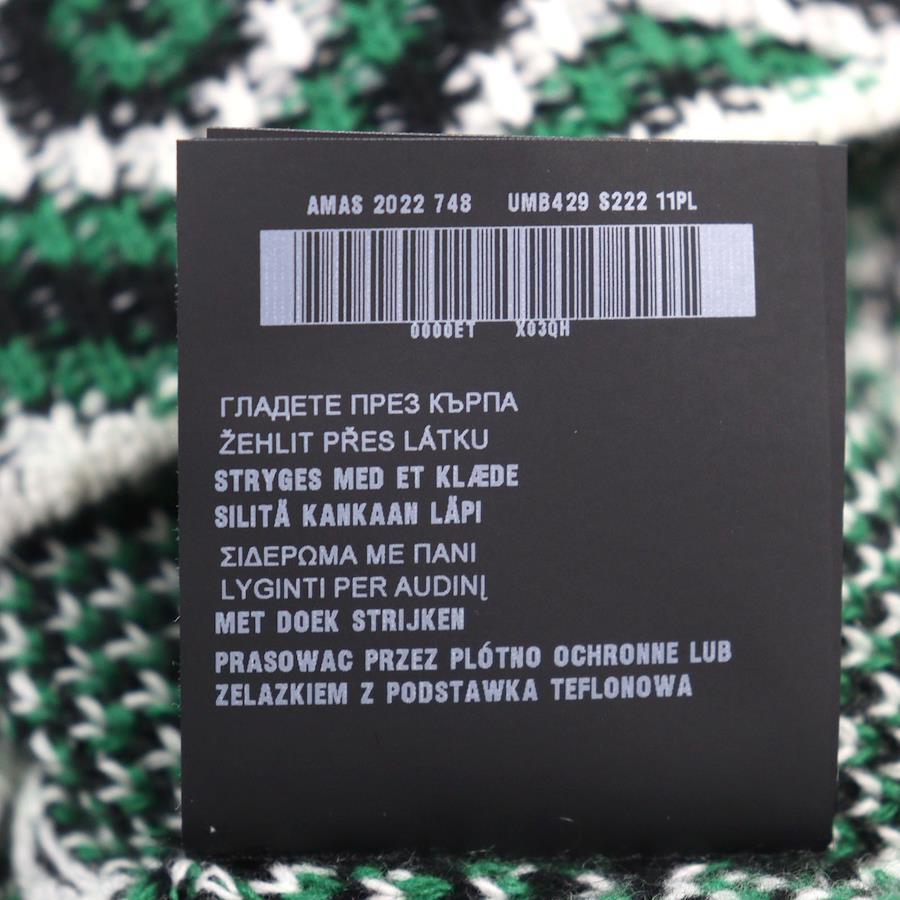 AMAS 2022 748 UMB429 S222 11PL
0000ET X03QH
ГЛАДЕТЕ ПРЕЗ КЪРПА
ŽEHLIT PŘES LÁTKU
STRYGES MED ET KLÆDE
SILITÄ KANKAAN LÄPI
ΣΙΔΕΡΩΜΑ ΜΕ ΠΑΝΙ
LYGINTI PER AUDINĮ
MET DOEK STRIJKEN
PRASOWAC PRZEZ PLÓTNO OCHRONNE LUB
ZELAZKIEM Z PODSTAWKA TEFLONOWA